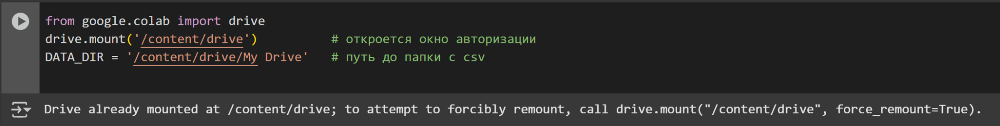 from google.colab import drive
drive.mount('/content/drive')          # откроется окно авторизации
DATA_DIR = '/content/drive/My Drive'   # путь до папки с csv
Drive already mounted at /content/drive; to attempt to forcibly remount, call drive.mount("/content/drive", force_remount=True).